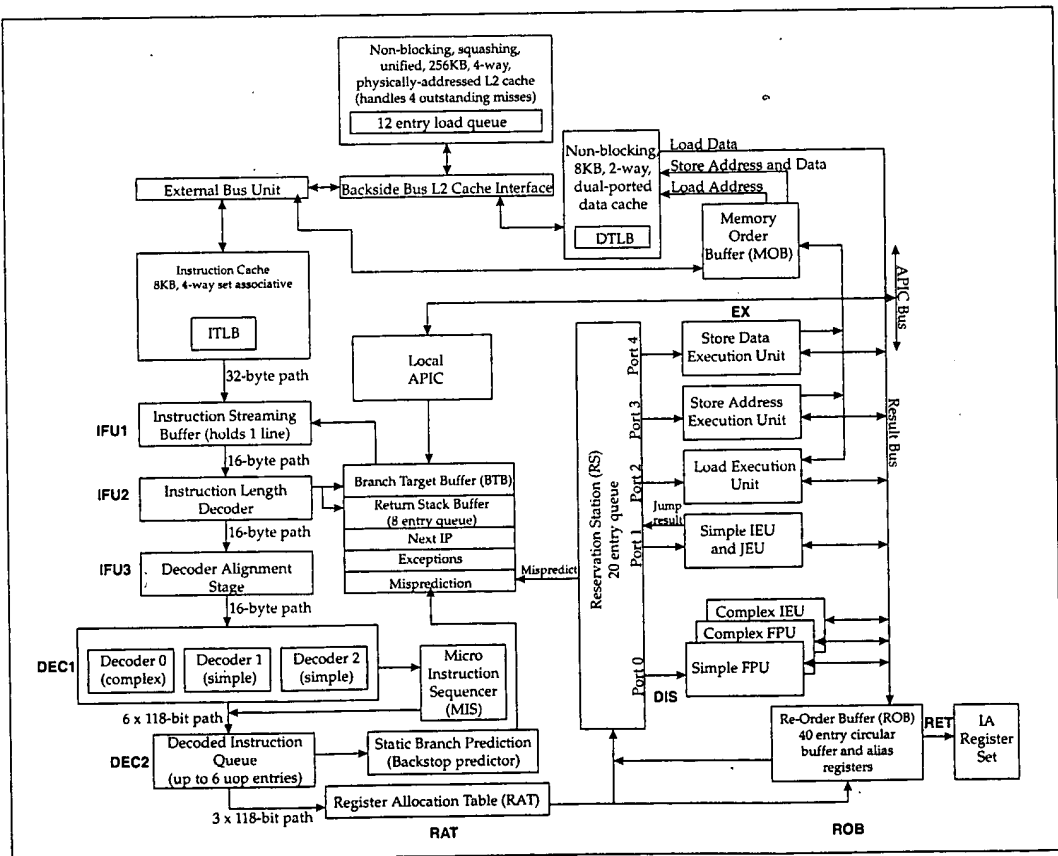 Non-blocking, squashing,
unified, 256KB, 4-way,
physically-addressed L2 cache
(handles 4 outstanding misses)
12 entry load queue
External Bus Unit
Backside Bus L2 Cache Interface
Non-blocking,
8KB, 2-way,
dual-ported
data cache
DTLB
Load Data
Store Address and Data
Load Address
Memory
Order
Buffer (MOB)
APIC Bus
Instruction Cache
8KB, 4-way set associative
ITLB
32-byte path
Local
APIC
EX
IFU1
Instruction Streaming
Buffer (holds 1 line)
16-byte path
IFU2
Instruction Length
Decoder
16-byte path
IFU3
Decoder Alignment
Stage
16-byte path
Branch Target Buffer (BTB)
Return Stack Buffer
(8 entry queue)
Next IP
Exceptions
Misprediction
Mispredict
Reservation Station (RS)
20 entry queue
Port 4
Store Data
Execution Unit
Port 3
Store Address
Execution Unit
Port 2
Load Execution
Unit
Jump
result
Port 1
Simple IEU
and JEU
Result Bus
Complex IEU
Complex FPU
Simple FPU
Port 0
DIS
DEC1
Decoder 0
(complex)
Decoder 1
(simple)
Decoder 2
(simple)
Micro
Instruction
Sequencer
(MIS)
6 x 118-bit path
DEC2
Decoded Instruction
Queue
(up to 6 uop entries)
Static Branch Prediction
(Backstop predictor)
3 x 118-bit path
Register Allocation Table (RAT)
RAT
Re-Order Buffer (ROB)
40 entry circular
buffer and alias
registers
RET
IA
Register
Set
ROB